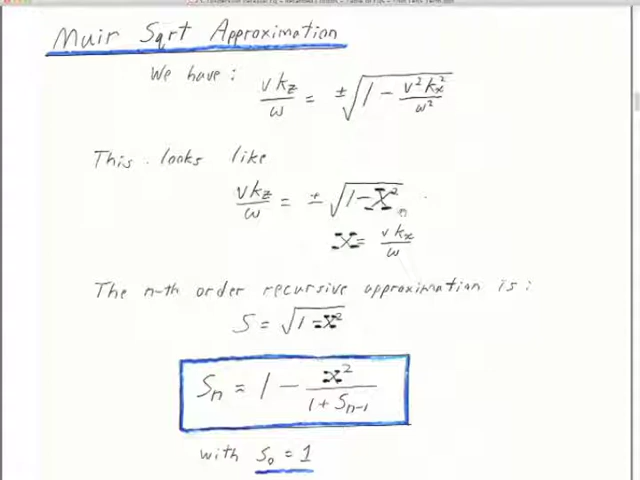 Muir Sqrt Approximation
We have:
vk_z/ω = ±√(1 − v²k_x²/ω²)
This looks like
vk_z/ω = ±√(1−X²)
X = vk_x/ω
The n-th order recursive approximation is:
S = √(1−X²)
S_n = 1 − X²/(1 + S_{n−1})
with S_0 = 1